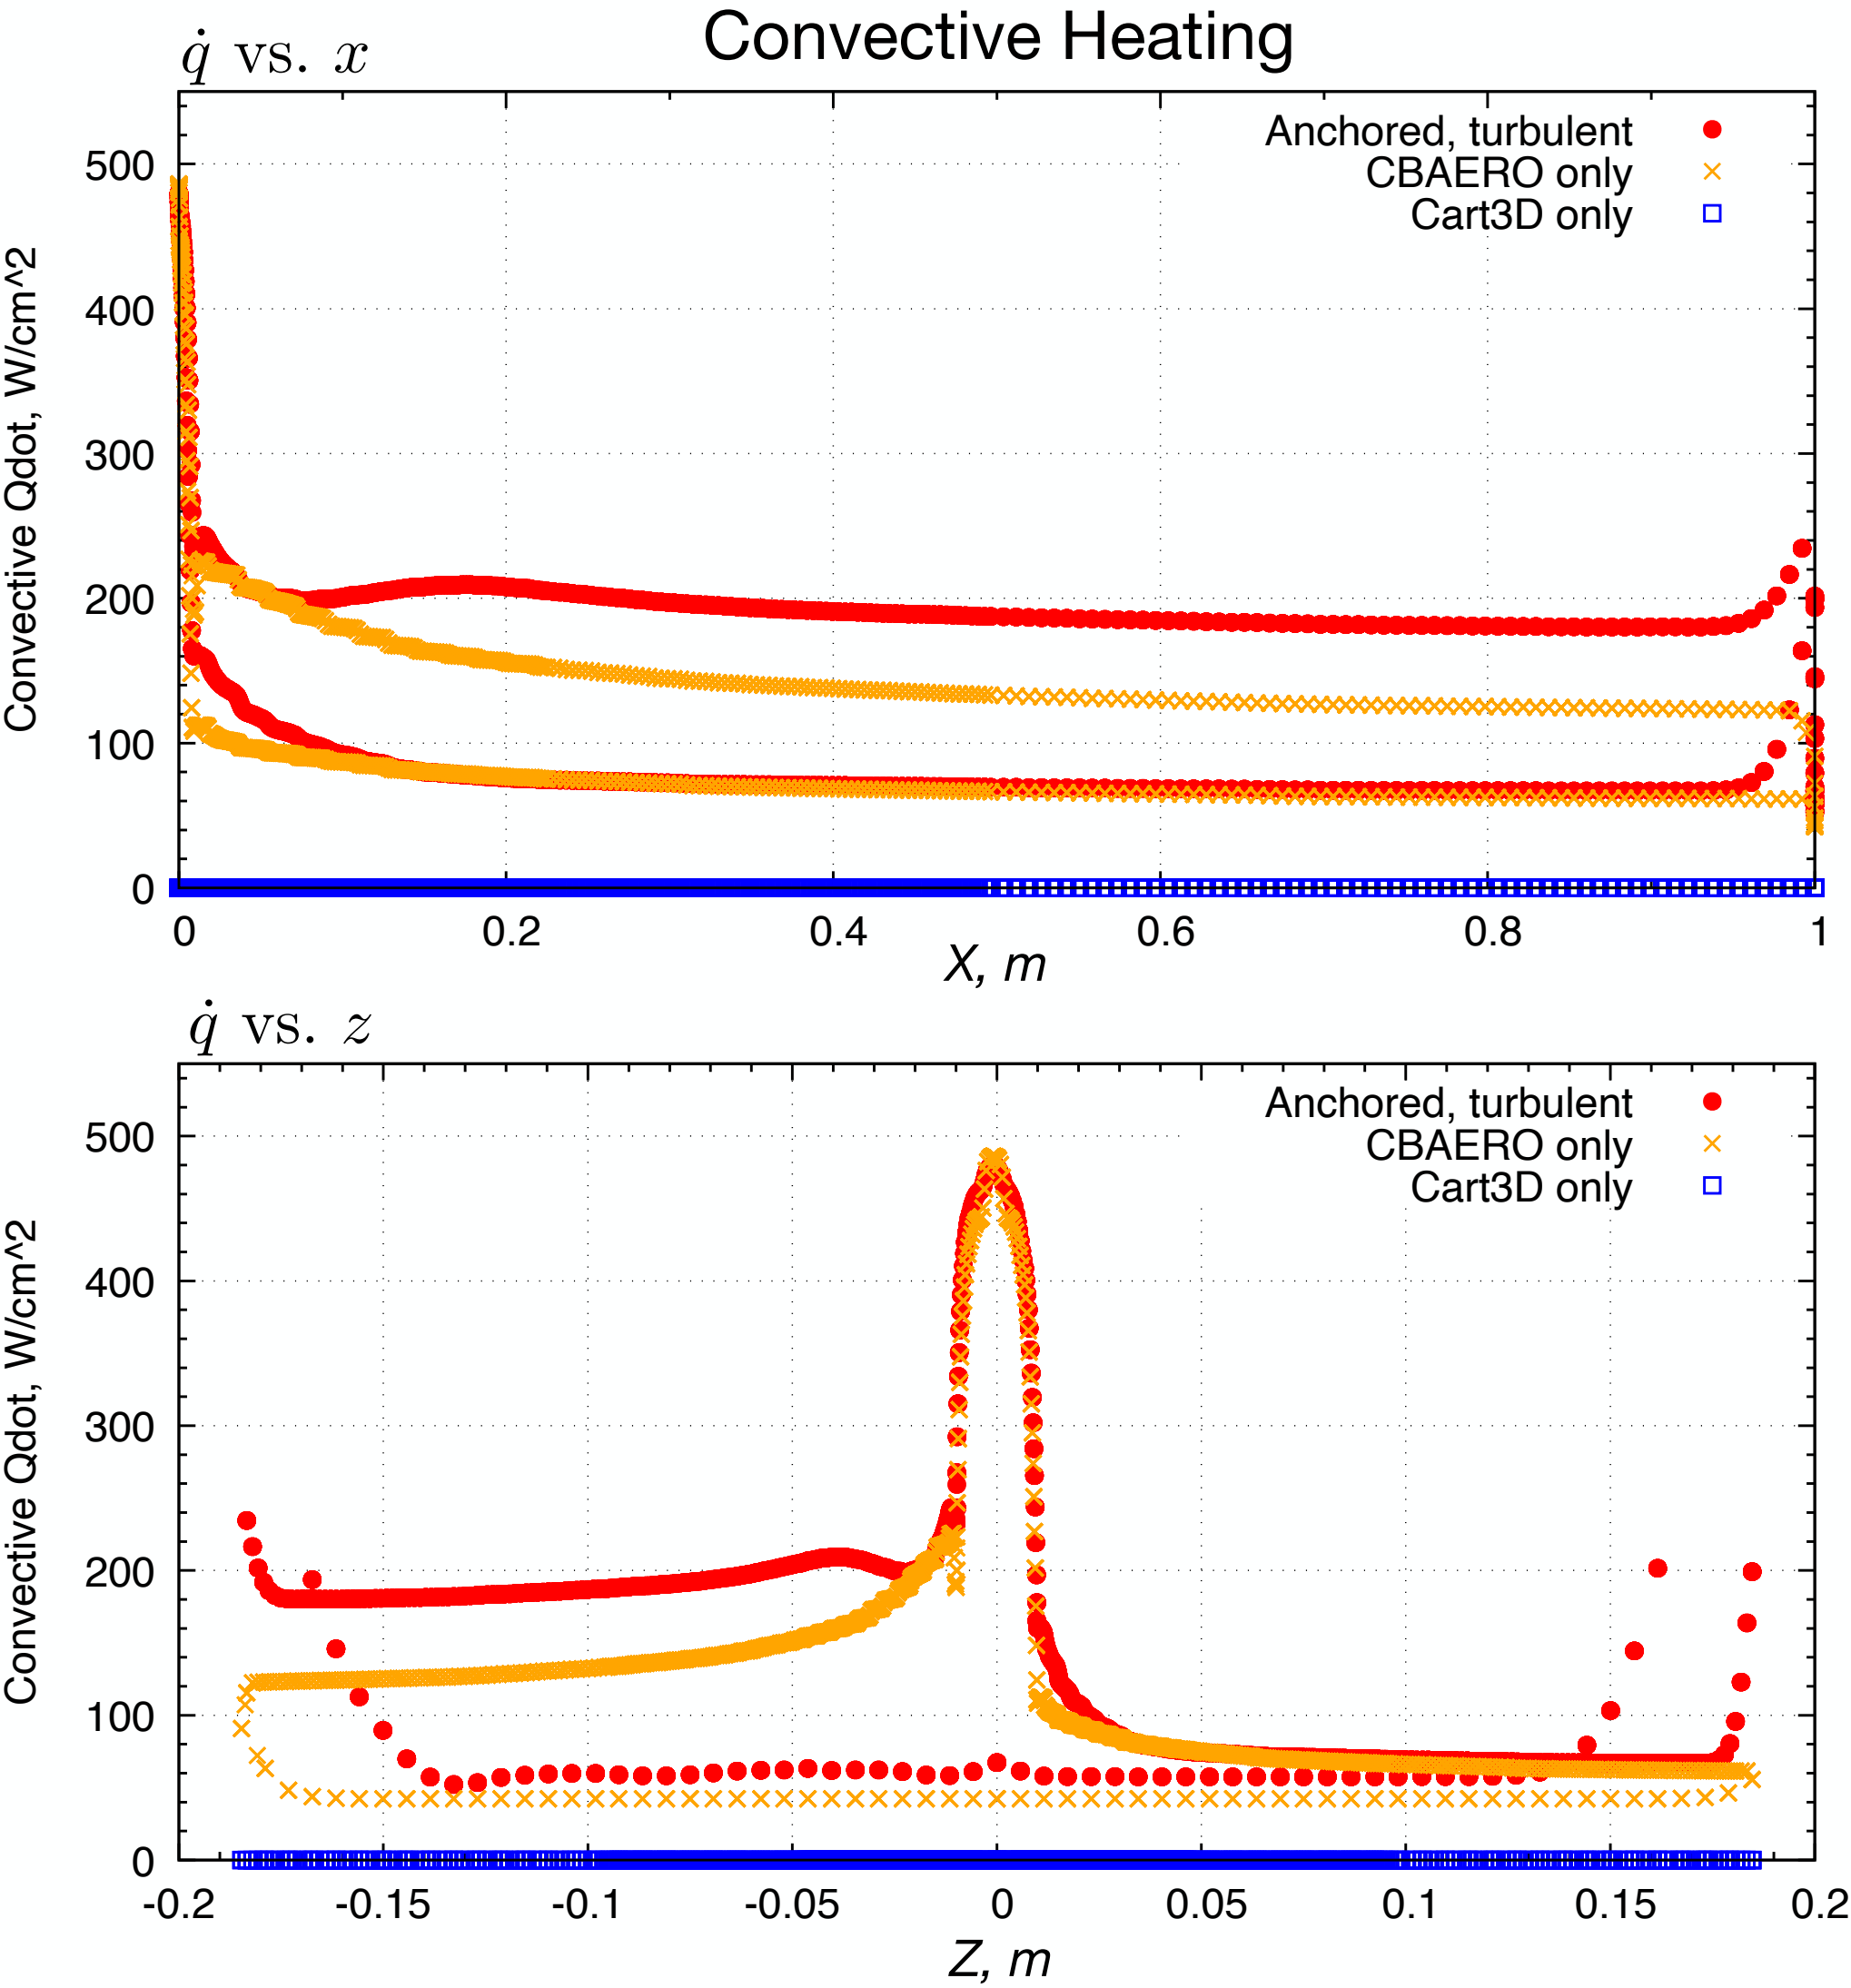 Convective Heating
q̇ vs. x
Anchored, turbulent
CBAERO only
Cart3D only
Convective Qdot, W/cm^2
500
400
300
200
100
0
0 0.2 0.4 0.6 0.8 1
X, m
q̇ vs. z
Anchored, turbulent
CBAERO only
Cart3D only
Convective Qdot, W/cm^2
500
400
300
200
100
0
-0.2 -0.15 -0.1 -0.05 0 0.05 0.1 0.15 0.2
Z, m